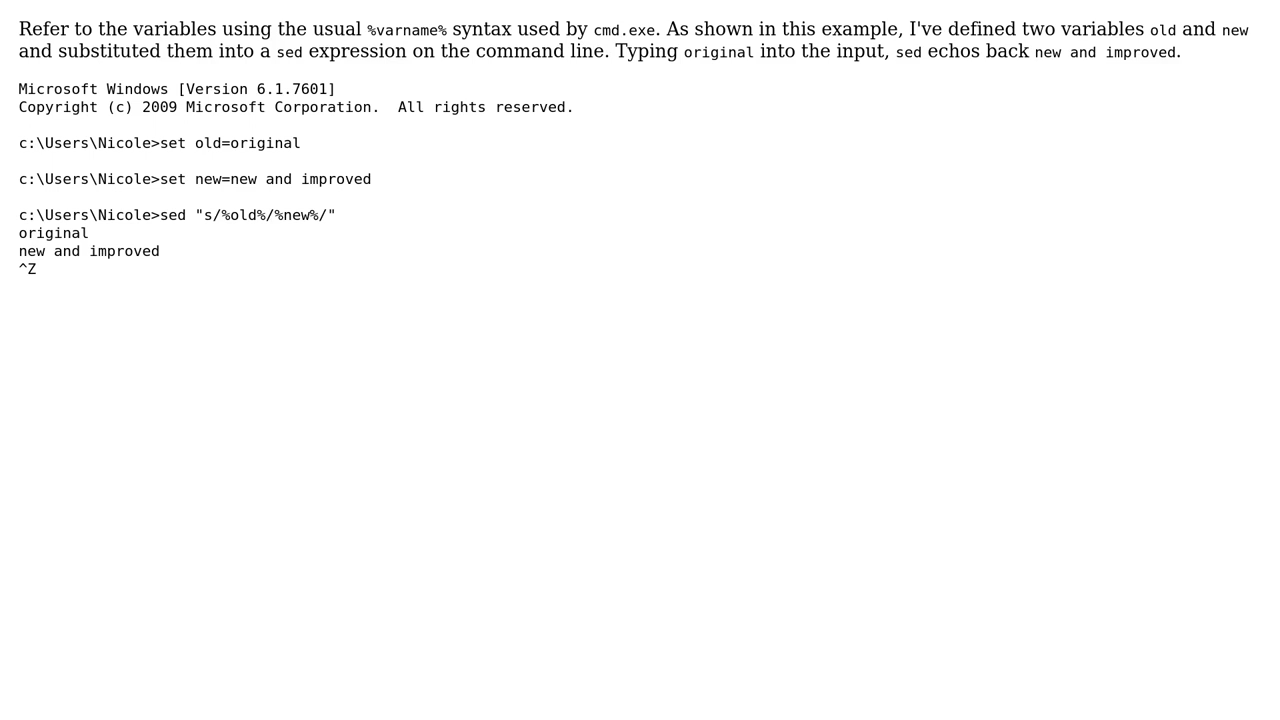 Refer to the variables using the usual %varname% syntax used by cmd.exe. As shown in this example, I've defined two variables old and new
and substituted them into a sed expression on the command line. Typing original into the input, sed echos back new and improved.
Microsoft Windows [Version 6.1.7601]
Copyright (c) 2009 Microsoft Corporation.  All rights reserved.
c:\Users\Nicole>set old=original
c:\Users\Nicole>set new=new and improved
c:\Users\Nicole>sed "s/%old%/%new%/"
original
new and improved
^Z